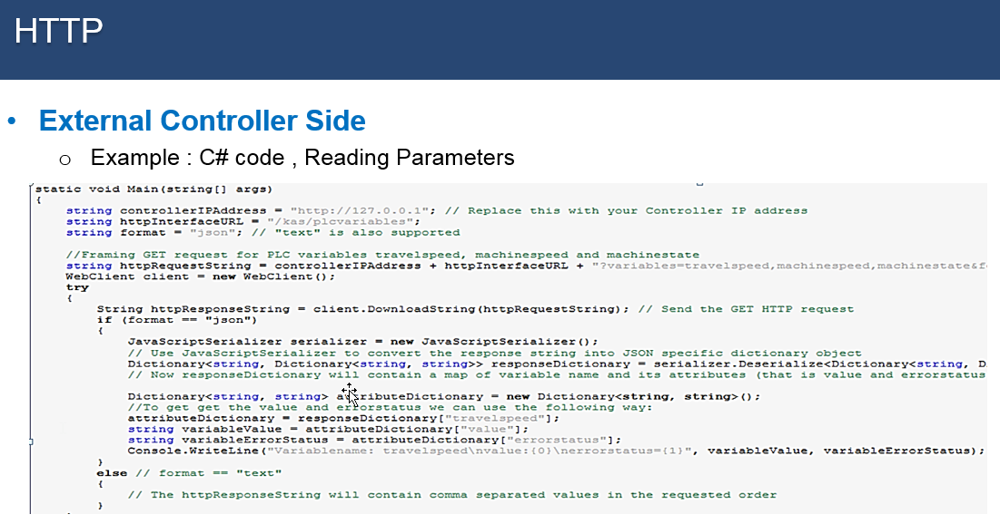 HTTP
• External Controller Side
o Example : C# code , Reading Parameters
static void Main(string[] args)
{
string controllerIPAddress = "http://127.0.0.1"; // Replace this with your Controller IP address
string httpInterfaceURL = "/kas/plcvariables";
string format = "json"; // "text" is also supported
//Framing GET request for PLC variables travelspeed, machinespeed and machinestate
string httpRequestString = controllerIPAddress + httpInterfaceURL + "?variables=travelspeed,machinespeed,machinestate&f
WebClient client = new WebClient();
try
{
String httpResponseString = client.DownloadString(httpRequestString); // Send the GET HTTP request
if (format == "json")
{
JavaScriptSerializer serializer = new JavaScriptSerializer();
// Use JavaScriptSerializer to convert the response string into JSON specific dictionary object
Dictionary<string, Dictionary<string, string>> responseDictionary = serializer.Deserialize<Dictionary<string, D
// Now responseDictionary will contain a map of variable name and its attributes (that is value and errorstatus
Dictionary<string, string> attributeDictionary = new Dictionary<string, string>();
//To get get the value and errorstatus we can use the following way:
attributeDictionary = responseDictionary["travelspeed"];
string variableValue = attributeDictionary["value"];
string variableErrorStatus = attributeDictionary["errorstatus"];
Console.WriteLine("Variablename: travelspeed\nvalue:{0}\nerrorstatus={1}", variableValue, variableErrorStatus);
}
else // format == "text"
{
// The httpResponseString will contain comma separated values in the requested order
}